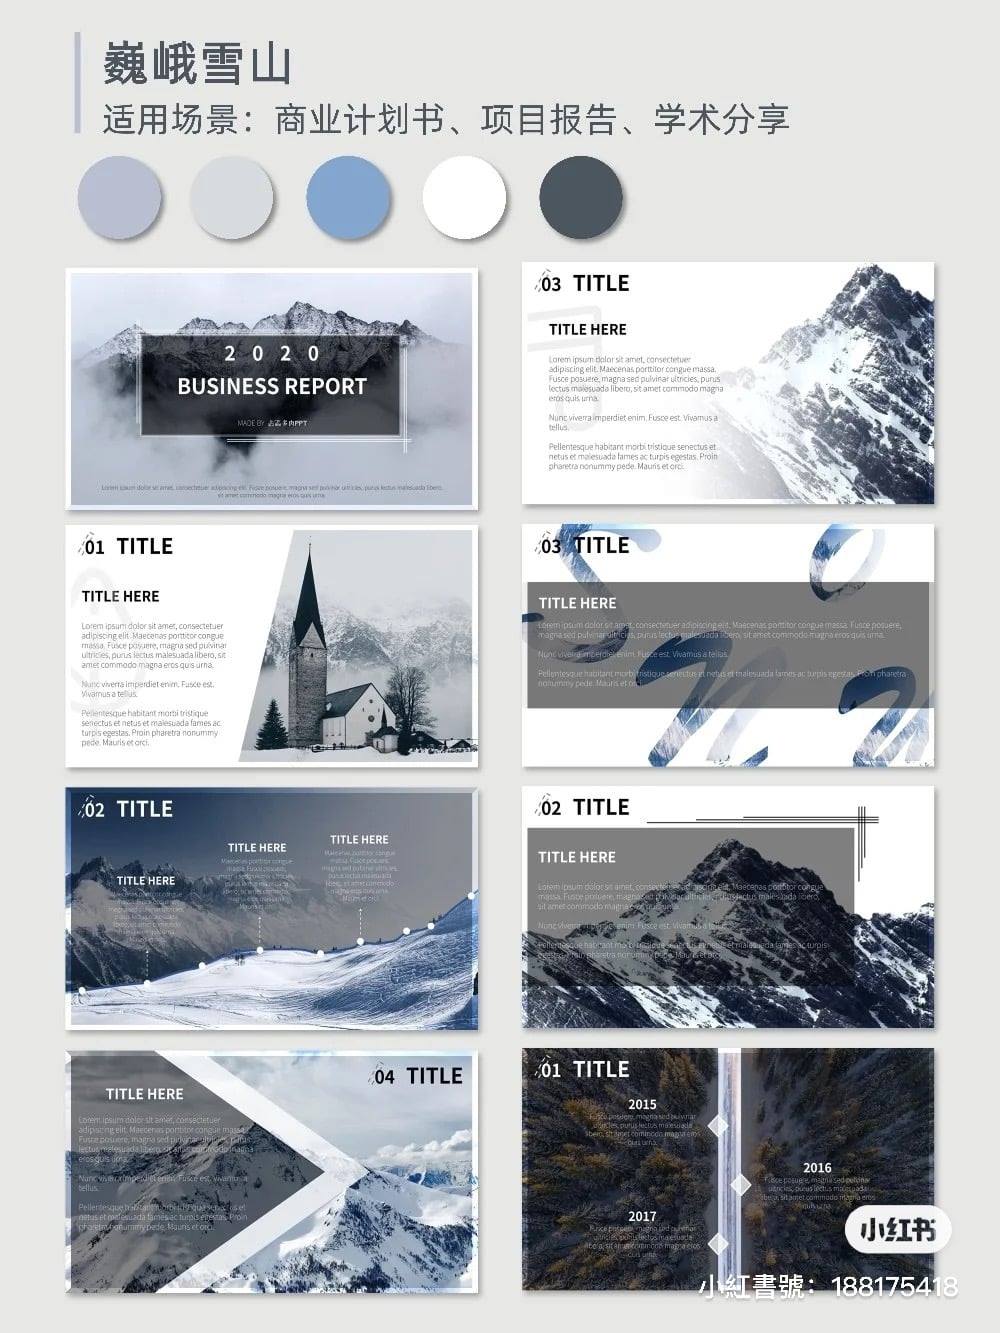 巍峨雪山
适用场景：商业计划书、项目报告、学术分享
2020
BUSINESS REPORT
MADE BY
Lorem ipsum dolor sit amet, consectetuer adipiscing elit. Fusce posuere, magna sed pulvinar ultricies, purus lectus malesuada libero,
sit amet commodo magna eros quis urna.
03 TITLE
TITLE HERE
Lorem ipsum dolor sit amet, consectetuer
adipiscing elit. Maecenas porttitor congue massa.
Fusce posuere, magna sed pulvinar ultricies, purus
lectus malesuada libero, sit amet commodo magna
eros quis urna.
Nunc viverra imperdiet enim. Fusce est. Vivamus a
tellus.
Pellentesque habitant morbi tristique senectus et
netus et malesuada fames ac turpis egestas. Proin
pharetra nonummy pede. Mauris et orci.
01 TITLE
TITLE HERE
Lorem ipsum dolor sit amet, consectetuer
adipiscing elit. Maecenas porttitor congue
massa. Fusce posuere, magna sed pulvinar
ultricies, purus lectus malesuada libero, sit
amet commodo magna eros quis urna.
Nunc viverra imperdiet enim. Fusce est.
Vivamus a tellus.
Pellentesque habitant morbi tristique
senectus et netus et malesuada fames ac
turpis egestas. Proin pharetra nonummy
pede. Mauris et orci.
03 TITLE
TITLE HERE
Lorem ipsum dolor sit amet, consectetuer adipiscing elit. Maecenas porttitor congue massa. Fusce posuere,
magna sed pulvinar ultricies, purus lectus malesuada libero, sit amet commodo magna eros quis urna.
Nunc viverra imperdiet enim. Fusce est. Vivamus a tellus.
Pellentesque habitant morbi tristique senectus et netus et malesuada fames ac turpis egestas. Proin pharetra
nonummy pede. Mauris et orci.
02 TITLE
TITLE HERE
TITLE HERE
TITLE HERE
02 TITLE
TITLE HERE
Lorem ipsum dolor sit amet, consectetuer adipiscing elit. Maecenas porttitor congue
massa. Fusce posuere, magna sed pulvinar ultricies, purus lectus malesuada libero,
sit amet commodo magna eros quis urna.
Nunc viverra imperdiet enim. Fusce est. Vivamus a tellus.
Pellentesque habitant morbi tristique senectus et netus et malesuada fames ac turpis
egestas. Proin pharetra nonummy pede. Mauris et orci.
04 TITLE
TITLE HERE
Lorem ipsum dolor sit amet, consectetuer
adipiscing elit. Maecenas porttitor congue massa.
Fusce posuere, magna sed pulvinar ultricies, purus
lectus malesuada libero, sit amet commodo magna
eros quis urna.
Nunc viverra imperdiet enim. Fusce est. Vivamus a
tellus.
Pellentesque habitant morbi tristique senectus et
netus et malesuada fames ac turpis egestas. Proin
pharetra nonummy pede. Mauris et orci.
01 TITLE
2015
Fusce posuere, magna sed pulvinar
ultricies, purus lectus malesuada
libero, sit amet commodo magna eros
quis urna.
2016
Fusce posuere, magna sed pulvinar
ultricies, purus lectus malesuada
libero, sit amet commodo magna eros
quis urna.
2017
Fusce posuere, magna sed pulvinar
ultricies, purus lectus malesuada
libero, sit amet commodo magna eros
quis urna.
小红书
小紅書號：188175418